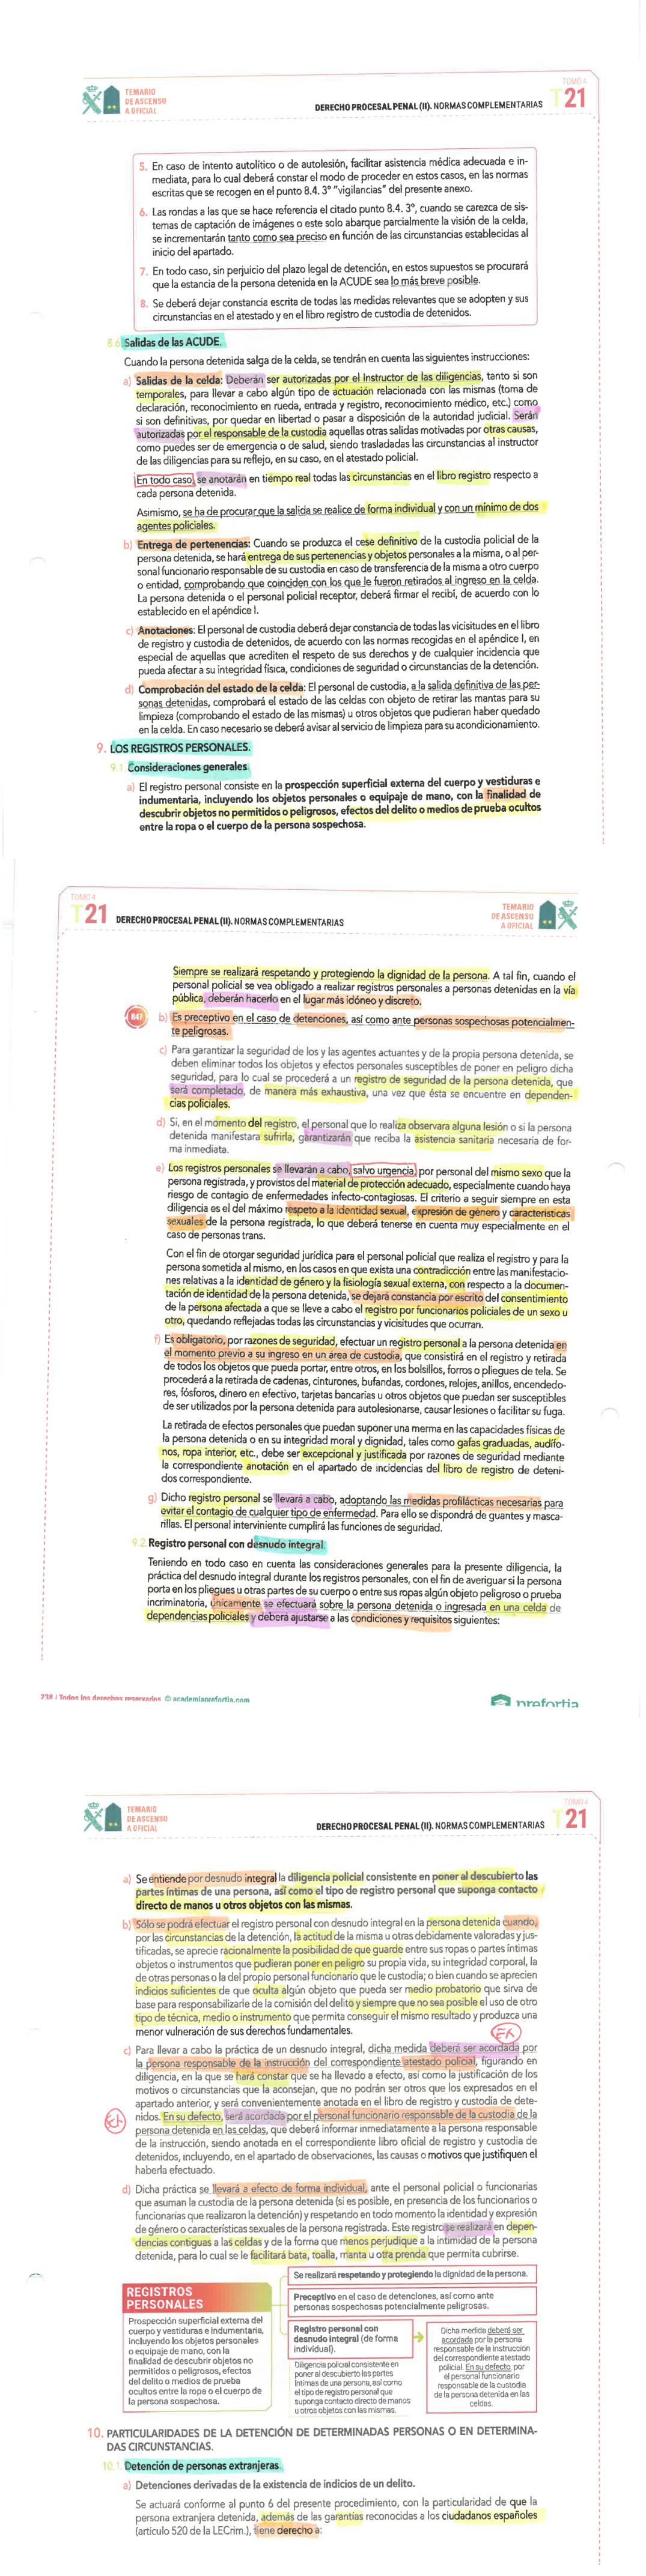 TEMARIO
DE ASCENSO
A OFICIAL
DERECHO PROCESAL PENAL (II). NORMAS COMPLEMENTARIAS
TOMO 4
T21
5. En caso de intento autolítico o de autolesión, facilitar asistencia médica adecuada e in-
mediata, para lo cual deberá constar el modo de proceder en estos casos, en las normas
escritas que se recogen en el punto 8.4. 3º "vigilancias" del presente anexo.
6. Las rondas a las que se hace referencia el citado punto 8.4. 3º, cuando se carezca de sis-
temas de captación de imágenes o este solo abarque parcialmente la visión de la celda,
se incrementarán tanto como sea preciso en función de las circunstancias establecidas al
inicio del apartado.
7. En todo caso, sin perjuicio del plazo legal de detención, en estos supuestos se procurará
que la estancia de la persona detenida en la ACUDE sea lo más breve posible.
8. Se deberá dejar constancia escrita de todas las medidas relevantes que se adopten y sus
circunstancias en el atestado y en el libro registro de custodia de detenidos.
8.6. Salidas de las ACUDE.
Cuando la persona detenida salga de la celda, se tendrán en cuenta las siguientes instrucciones:
a) Salidas de la celda: Deberán ser autorizadas por el Instructor de las diligencias, tanto si son
temporales, para llevar a cabo algún tipo de actuación relacionada con las mismas (toma de
declaración, reconocimiento en rueda, entrada y registro, reconocimiento médico, etc.) como
si son definitivas, por quedar en libertad o pasar a disposición de la autoridad judicial. Serán
autorizadas por el responsable de la custodia aquellas otras salidas motivadas por otras causas,
como puedes ser de emergencia o de salud, siendo trasladadas las circunstancias al instructor
de las diligencias para su reflejo, en su caso, en el atestado policial.
En todo caso, se anotarán en tiempo real todas las circunstancias en el libro registro respecto a
cada persona detenida.
Asimismo, se ha de procurar que la salida se realice de forma individual y con un mínimo de dos
agentes policiales.
b) Entrega de pertenencias: Cuando se produzca el cese definitivo de la custodia policial de la
persona detenida, se hará entrega de sus pertenencias y objetos personales a la misma, o al per-
sonal funcionario responsable de su custodia en caso de transferencia de la misma a otro cuerpo
o entidad, comprobando que coinciden con los que le fueron retirados al ingreso en la celda.
La persona detenida o el personal policial receptor, deberá firmar el recibí, de acuerdo con lo
establecido en el apéndice I.
c) Anotaciones: El personal de custodia deberá dejar constancia de todas las vicisitudes en el libro
de registro y custodia de detenidos, de acuerdo con las normas recogidas en el apéndice I, en
especial de aquellas que acrediten el respeto de sus derechos y de cualquier incidencia que
pueda afectar a su integridad física, condiciones de seguridad o circunstancias de la detención.
d) Comprobación del estado de la celda: El personal de custodia, a la salida definitiva de las per-
sonas detenidas, comprobará el estado de las celdas con objeto de retirar las mantas para su
limpieza (comprobando el estado de las mismas) u otros objetos que pudieran haber quedado
en la celda. En caso necesario se deberá avisar al servicio de limpieza para su acondicionamiento.
9. LOS REGISTROS PERSONALES.
9.1. Consideraciones generales.
a) El registro personal consiste en la prospección superficial externa del cuerpo y vestiduras e
indumentaria, incluyendo los objetos personales o equipaje de mano, con la finalidad de
descubrir objetos no permitidos o peligrosos, efectos del delito o medios de prueba ocultos
entre la ropa o el cuerpo de la persona sospechosa.
TOMO 4
T21
DERECHO PROCESAL PENAL (II). NORMAS COMPLEMENTARIAS
TEMARIO
DE ASCENSO
A OFICIAL
Siempre se realizará respetando y protegiendo la dignidad de la persona. A tal fin, cuando el
personal policial se vea obligado a realizar registros personales a personas detenidas en la vía
pública, deberán hacerlo en el lugar más idóneo y discreto.
847
b) Es preceptivo en el caso de detenciones, así como ante personas sospechosas potencialmen-
te peligrosas.
c) Para garantizar la seguridad de los y las agentes actuantes y de la propia persona detenida, se
deben eliminar todos los objetos y efectos personales susceptibles de poner en peligro dicha
seguridad, para lo cual se procederá a un registro de seguridad de la persona detenida, que
será completado, de manera más exhaustiva, una vez que ésta se encuentre en dependen-
cias policiales.
d) Si, en el momento del registro, el personal que lo realiza observara alguna lesión o si la persona
detenida manifestara sufrirla, garantizarán que reciba la asistencia sanitaria necesaria de for-
ma inmediata.
e) Los registros personales se llevarán a cabo, salvo urgencia, por personal del mismo sexo que la
persona registrada, y provistos del material de protección adecuado, especialmente cuando haya
riesgo de contagio de enfermedades infecto-contagiosas. El criterio a seguir siempre en esta
diligencia es el del máximo respeto a la identidad sexual, expresión de género y características
sexuales de la persona registrada, lo que deberá tenerse en cuenta muy especialmente en el
caso de personas trans.
Con el fin de otorgar seguridad jurídica para el personal policial que realiza el registro y para la
persona sometida al mismo, en los casos en que exista una contradicción entre las manifestacio-
nes relativas a la identidad de género y la fisiología sexual externa, con respecto a la documen-
tación de identidad de la persona detenida, se dejará constancia por escrito del consentimiento
de la persona afectada a que se lleve a cabo el registro por funcionarios policiales de un sexo u
otro, quedando reflejadas todas las circunstancias y vicisitudes que ocurran.
f) Es obligatorio, por razones de seguridad, efectuar un registro personal a la persona detenida en
el momento previo a su ingreso en un área de custodia, que consistirá en el registro y retirada
de todos los objetos que pueda portar, entre otros, en los bolsillos, forros o pliegues de tela. Se
procederá a la retirada de cadenas, cinturones, bufandas, cordones, relojes, anillos, encendedo-
res, fósforos, dinero en efectivo, tarjetas bancarias u otros objetos que puedan ser susceptibles
de ser utilizados por la persona detenida para autolesionarse, causar lesiones o facilitar su fuga.
La retirada de efectos personales que puedan suponer una merma en las capacidades físicas de
la persona detenida o en su integridad moral y dignidad, tales como gafas graduadas, audífo-
nos, ropa interior, etc., debe ser excepcional y justificada por razones de seguridad mediante
la correspondiente anotación en el apartado de incidencias del libro de registro de deteni-
dos correspondiente.
g) Dicho registro personal se llevará a cabo, adoptando las medidas profilácticas necesarias para
evitar el contagio de cualquier tipo de enfermedad. Para ello se dispondrá de guantes y masca-
rillas. El personal interviniente cumplirá las funciones de seguridad.
9.2. Registro personal con desnudo integral.
Teniendo en todo caso en cuenta las consideraciones generales para la presente diligencia, la
práctica del desnudo integral durante los registros personales, con el fin de averiguar si la persona
porta en los pliegues u otras partes de su cuerpo o entre sus ropas algún objeto peligroso o prueba
incriminatoria, únicamente se efectuará sobre la persona detenida o ingresada en una celda de
dependencias policiales y deberá ajustarse a las condiciones y requisitos siguientes:
238 | Todos los derechos reservados © academiaprefortia.com
prefortia
TEMARIO
DE ASCENSO
A OFICIAL
DERECHO PROCESAL PENAL (II). NORMAS COMPLEMENTARIAS
TOMO 4
T21
a) Se entiende por desnudo integral la diligencia policial consistente en poner al descubierto las
partes íntimas de una persona, así como el tipo de registro personal que suponga contacto
directo de manos u otros objetos con las mismas.
b) Sólo se podrá efectuar el registro personal con desnudo integral en la persona detenida cuando,
por las circunstancias de la detención, la actitud de la misma u otras debidamente valoradas y jus-
tificadas, se aprecie racionalmente la posibilidad de que guarde entre sus ropas o partes íntimas
objetos o instrumentos que pudieran poner en peligro su propia vida, su integridad corporal, la
de otras personas o la del propio personal funcionario que le custodia; o bien cuando se aprecien
indicios suficientes de que oculta algún objeto que pueda ser medio probatorio que sirva de
base para responsabilizarle de la comisión del delito y siempre que no sea posible el uso de otro
tipo de técnica, medio o instrumento que permita conseguir el mismo resultado y produzca una
menor vulneración de sus derechos fundamentales.
c) Para llevar a cabo la práctica de un desnudo integral, dicha medida deberá ser acordada por
la persona responsable de la instrucción del correspondiente atestado policial, figurando en
diligencia, en la que se hará constar que se ha llevado a efecto, así como la justificación de los
motivos o circunstancias que la aconsejan, que no podrán ser otros que los expresados en el
apartado anterior, y será convenientemente anotada en el libro de registro y custodia de dete-
nidos. En su defecto, será acordada por el personal funcionario responsable de la custodia de la
persona detenida en las celdas, que deberá informar inmediatamente a la persona responsable
de la instrucción, siendo anotada en el correspondiente libro oficial de registro y custodia de
detenidos, incluyendo, en el apartado de observaciones, las causas o motivos que justifiquen el
haberla efectuado.
d) Dicha práctica se llevará a efecto de forma individual, ante el personal policial o funcionarias
que asuman la custodia de la persona detenida (si es posible, en presencia de los funcionarios o
funcionarias que realizaron la detención) y respetando en todo momento la identidad y expresión
de género o características sexuales de la persona registrada. Este registro se realizará en depen-
dencias contiguas a las celdas y de la forma que menos perjudique a la intimidad de la persona
detenida, para lo cual se le facilitará bata, toalla, manta u otra prenda que permita cubrirse.
REGISTROS
PERSONALES
Prospección superficial externa del
cuerpo y vestiduras e indumentaria,
incluyendo los objetos personales
o equipaje de mano, con la
finalidad de descubrir objetos no
permitidos o peligrosos, efectos
del delito o medios de prueba
ocultos entre la ropa o el cuerpo de
la persona sospechosa.
Se realizará respetando y protegiendo la dignidad de la persona.
Preceptivo en el caso de detenciones, así como ante
personas sospechosas potencialmente peligrosas.
Registro personal con
desnudo integral (de forma
individual).
Diligencia policial consistente en
poner al descubierto las partes
íntimas de una persona, así como
el tipo de registro personal que
suponga contacto directo de manos
u otros objetos con las mismas.
Dicha medida deberá ser
acordada por la persona
responsable de la instrucción
del correspondiente atestado
policial. En su defecto, por
el personal funcionario
responsable de la custodia
de la persona detenida en las
celdas.
10. PARTICULARIDADES DE LA DETENCIÓN DE DETERMINADAS PERSONAS O EN DETERMINA-
DAS CIRCUNSTANCIAS.
10.1. Detención de personas extranjeras.
a) Detenciones derivadas de la existencia de indicios de un delito.
Se actuará conforme al punto 6 del presente procedimiento, con la particularidad de que la
persona extranjera detenida, además de las garantías reconocidas a los ciudadanos españoles
(artículo 520 de la LECrim.), tiene derecho a: